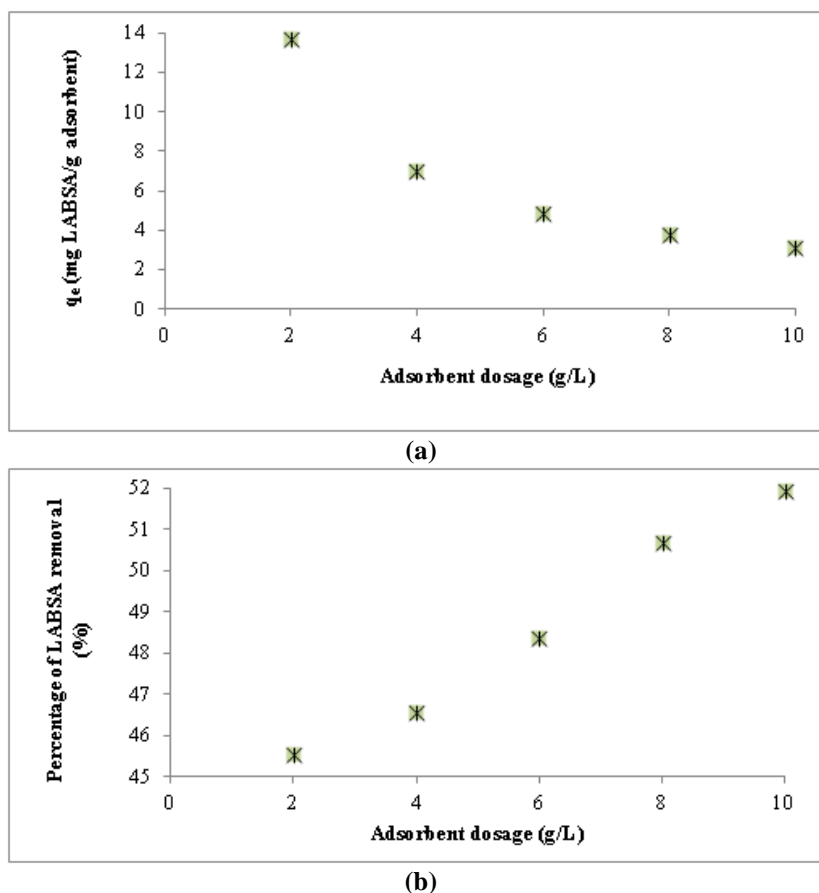 14
12
10
8
6
4
2
0
q_e (mg LABSA/g adsorbent)
0 2 4 6 8 10
Adsorbent dosage (g/L)
(a)
52
51
50
49
48
47
46
45
Percentage of LABSA removal
(%)
0 2 4 6 8 10
Adsorbent dosage (g/L)
(b)